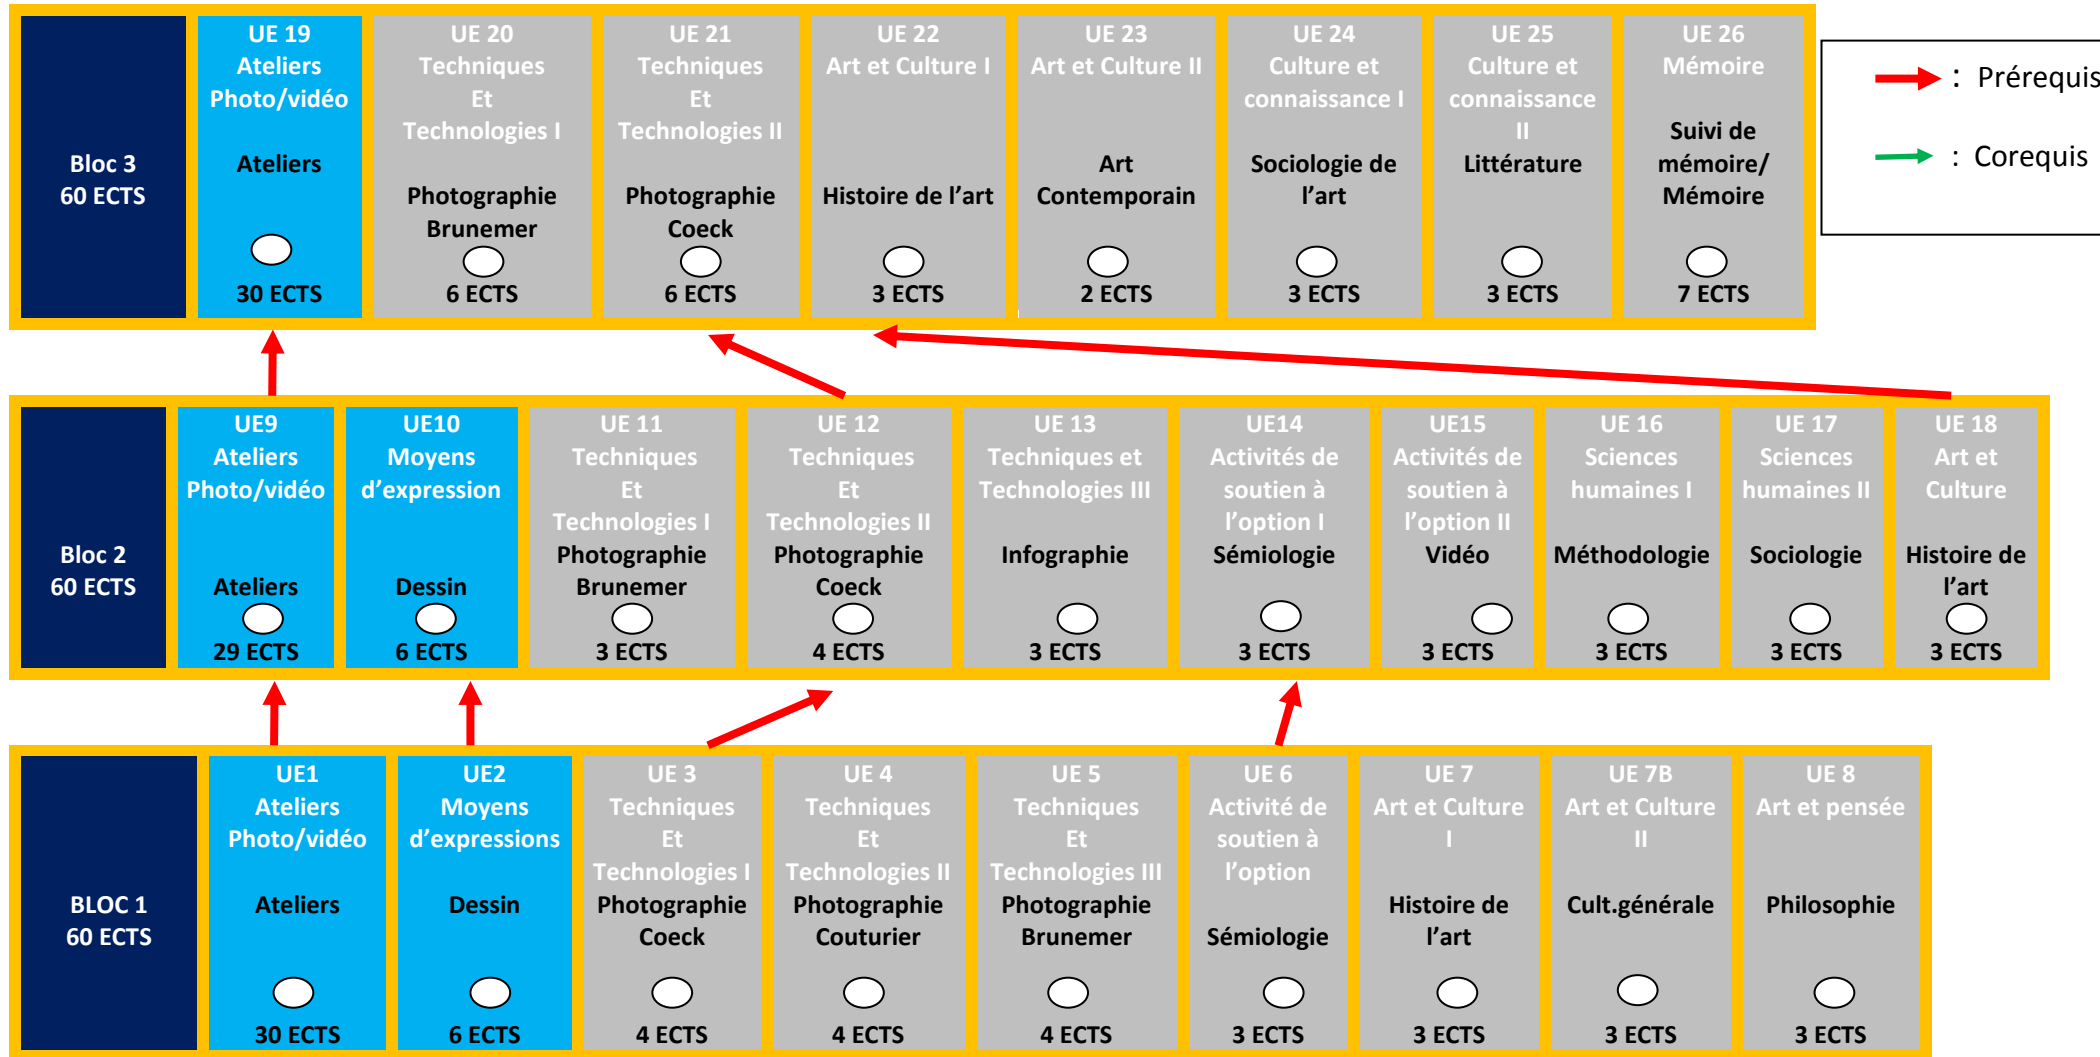 Bloc 3
60 ECTS
UE 19
Ateliers
Photo/vidéo
Ateliers
30 ECTS
UE 20
Techniques
Et
Technologies I
Photographie
Brunemer
6 ECTS
UE 21
Techniques
Et
Technologies II
Photographie
Coeck
6 ECTS
UE 22
Art et Culture I
Histoire de l’art
3 ECTS
UE 23
Art et Culture II
Art
Contemporain
2 ECTS
UE 24
Culture et
connaissance I
Sociologie de
l’art
3 ECTS
UE 25
Culture et
connaissance
II
Littérature
3 ECTS
UE 26
Mémoire
Suivi de
mémoire/
Mémoire
7 ECTS
: Prérequis
: Corequis
Bloc 2
60 ECTS
UE9
Ateliers
Photo/vidéo
Ateliers
29 ECTS
UE10
Moyens
d’expression
Dessin
6 ECTS
UE 11
Techniques
Et
Technologies I
Photographie
Brunemer
3 ECTS
UE 12
Techniques
Et
Technologies II
Photographie
Coeck
4 ECTS
UE 13
Techniques et
Technologies III
Infographie
3 ECTS
UE14
Activités de
soutien à
l’option I
Sémiologie
3 ECTS
UE15
Activités de
soutien à
l’option II
Vidéo
3 ECTS
UE 16
Sciences
humaines I
Méthodologie
3 ECTS
UE 17
Sciences
humaines II
Sociologie
3 ECTS
UE 18
Art et
Culture
Histoire de
l’art
3 ECTS
BLOC 1
60 ECTS
UE1
Ateliers
Photo/vidéo
Ateliers
30 ECTS
UE2
Moyens
d’expressions
Dessin
6 ECTS
UE 3
Techniques
Et
Technologies I
Photographie
Coeck
4 ECTS
UE 4
Techniques
Et
Technologies II
Photographie
Couturier
4 ECTS
UE 5
Techniques
Et
Technologies III
Photographie
Brunemer
4 ECTS
UE 6
Activité de
soutien à
l’option
Sémiologie
3 ECTS
UE 7
Art et Culture
I
Histoire de
l’art
3 ECTS
UE 7B
Art et Culture
II
Cult.générale
3 ECTS
UE 8
Art et pensée
Philosophie
3 ECTS